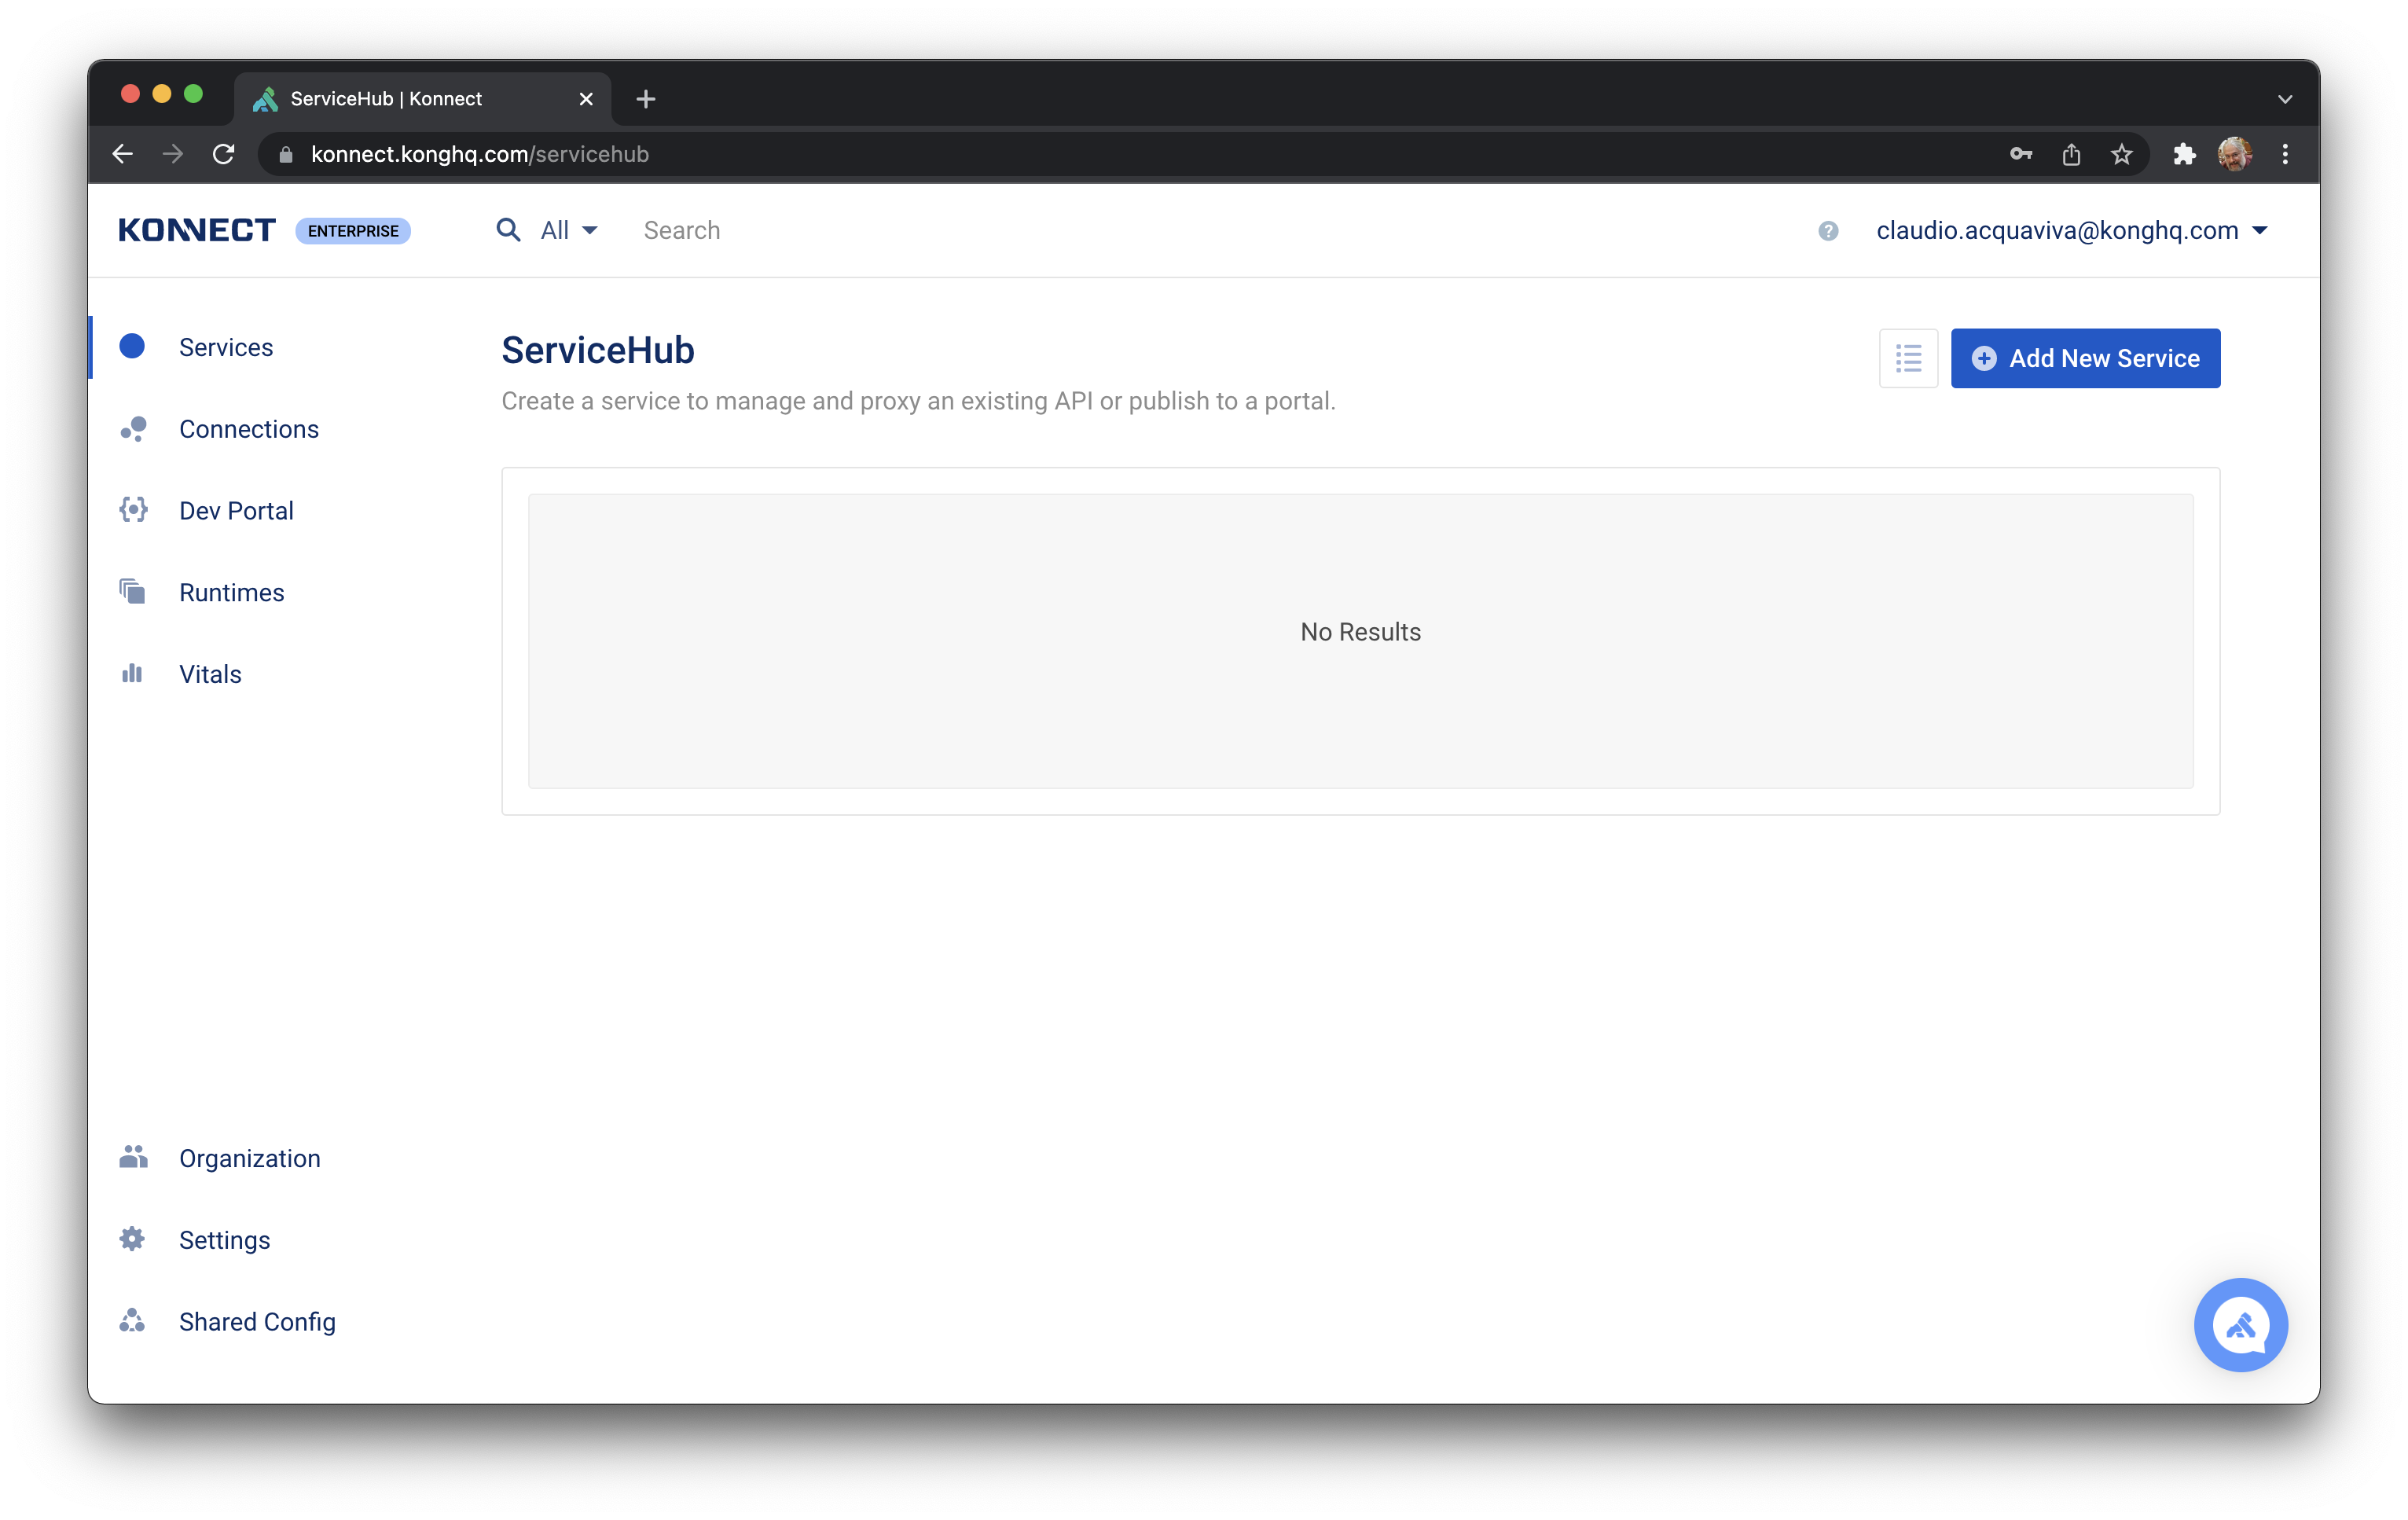 ServiceHub | Konnect
konnect.konghq.com/servicehub
KONNECT
ENTERPRISE
All
Search
?
claudio.acquaviva@konghq.com
Services
Connections
Dev Portal
Runtimes
Vitals
Organization
Settings
Shared Config
ServiceHub
Create a service to manage and proxy an existing API or publish to a portal.
Add New Service
No Results